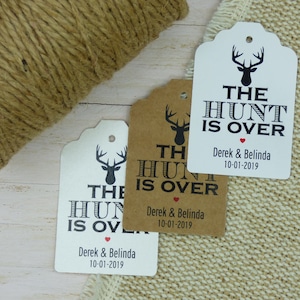 THE
HUNT
IS OVER
Derek & Belinda
10-01-2019
THE
HUNT
IS OVER
Derek & Belinda
10-01-2019
THE
HUNT
IS OVER
Derek & Belinda
10-01-2019